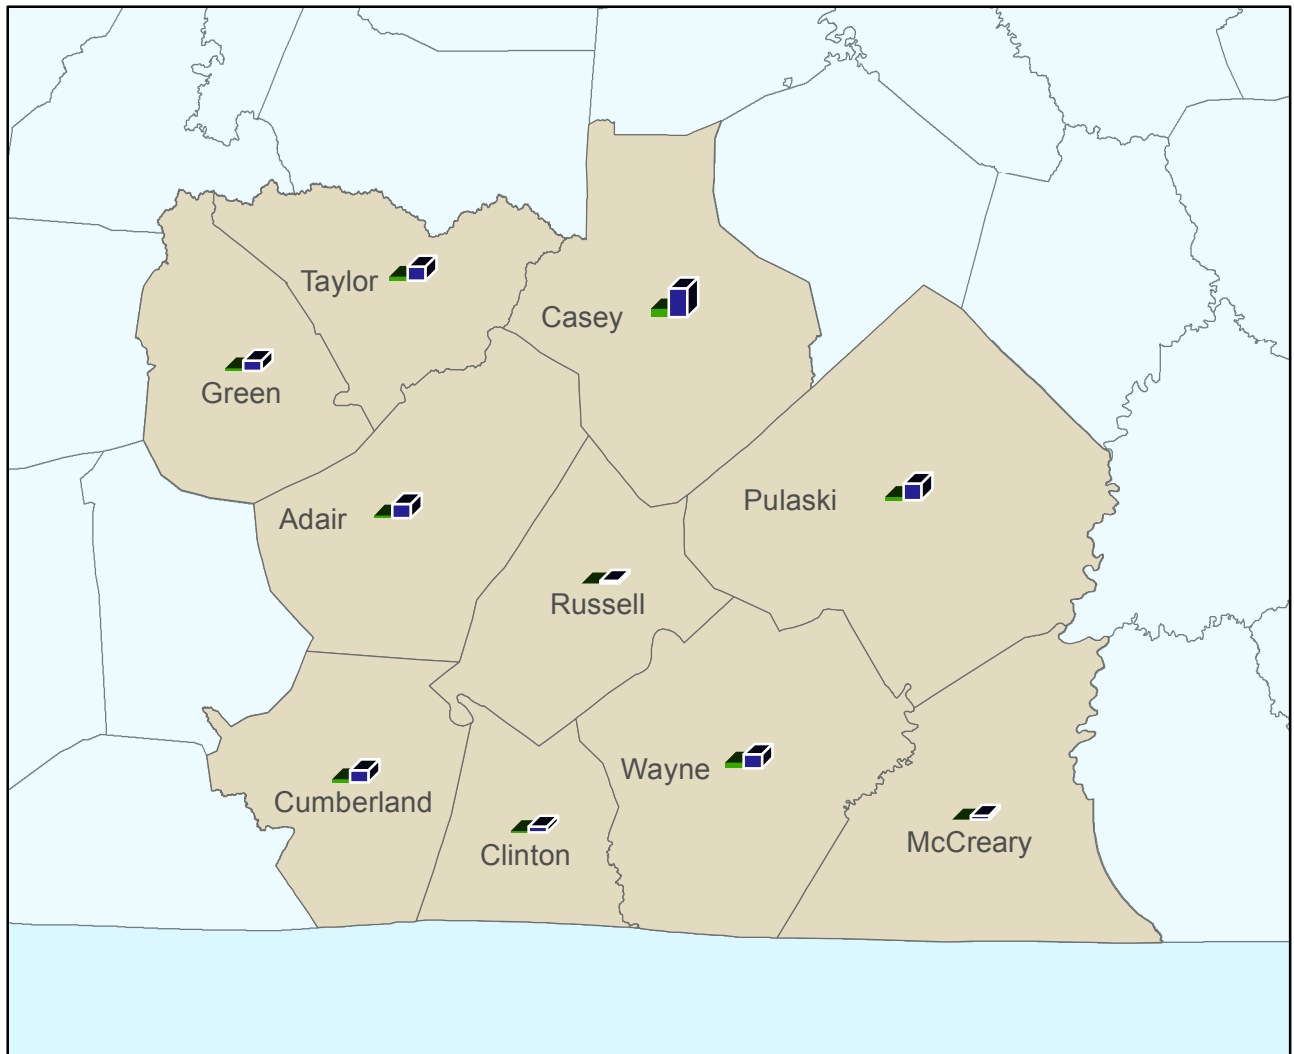 Taylor
Casey
Green
Pulaski
Adair
Russell
Wayne
Cumberland
McCreary
Clinton